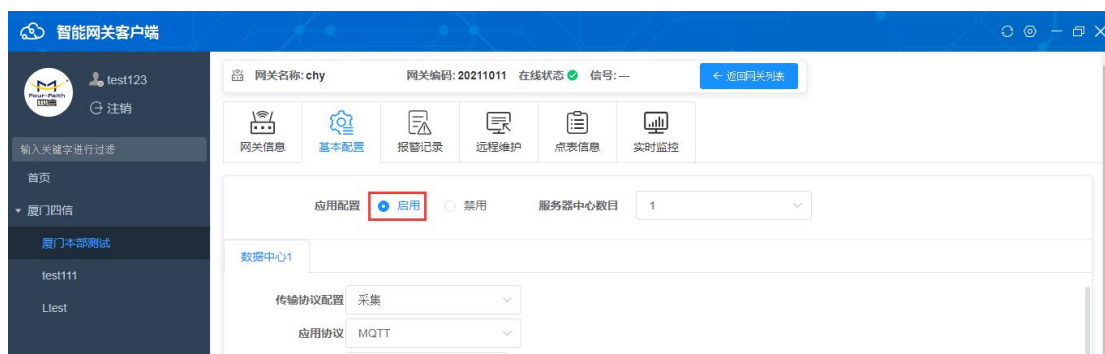 智能网关客户端
test123
注销
Four-Faith
四信
输入关键字进行过滤
首页
厦门四信
厦门本部测试
test111
Ltest
网关名称: chy 网关编码: 20211011 在线状态 信号: --- ← 返回网关列表
网关信息 基本配置 报警记录 远程维护 点表信息 实时监控
应用配置 启用 禁用 服务器中心数目 1
数据中心1
传输协议配置 采集
应用协议 MQTT